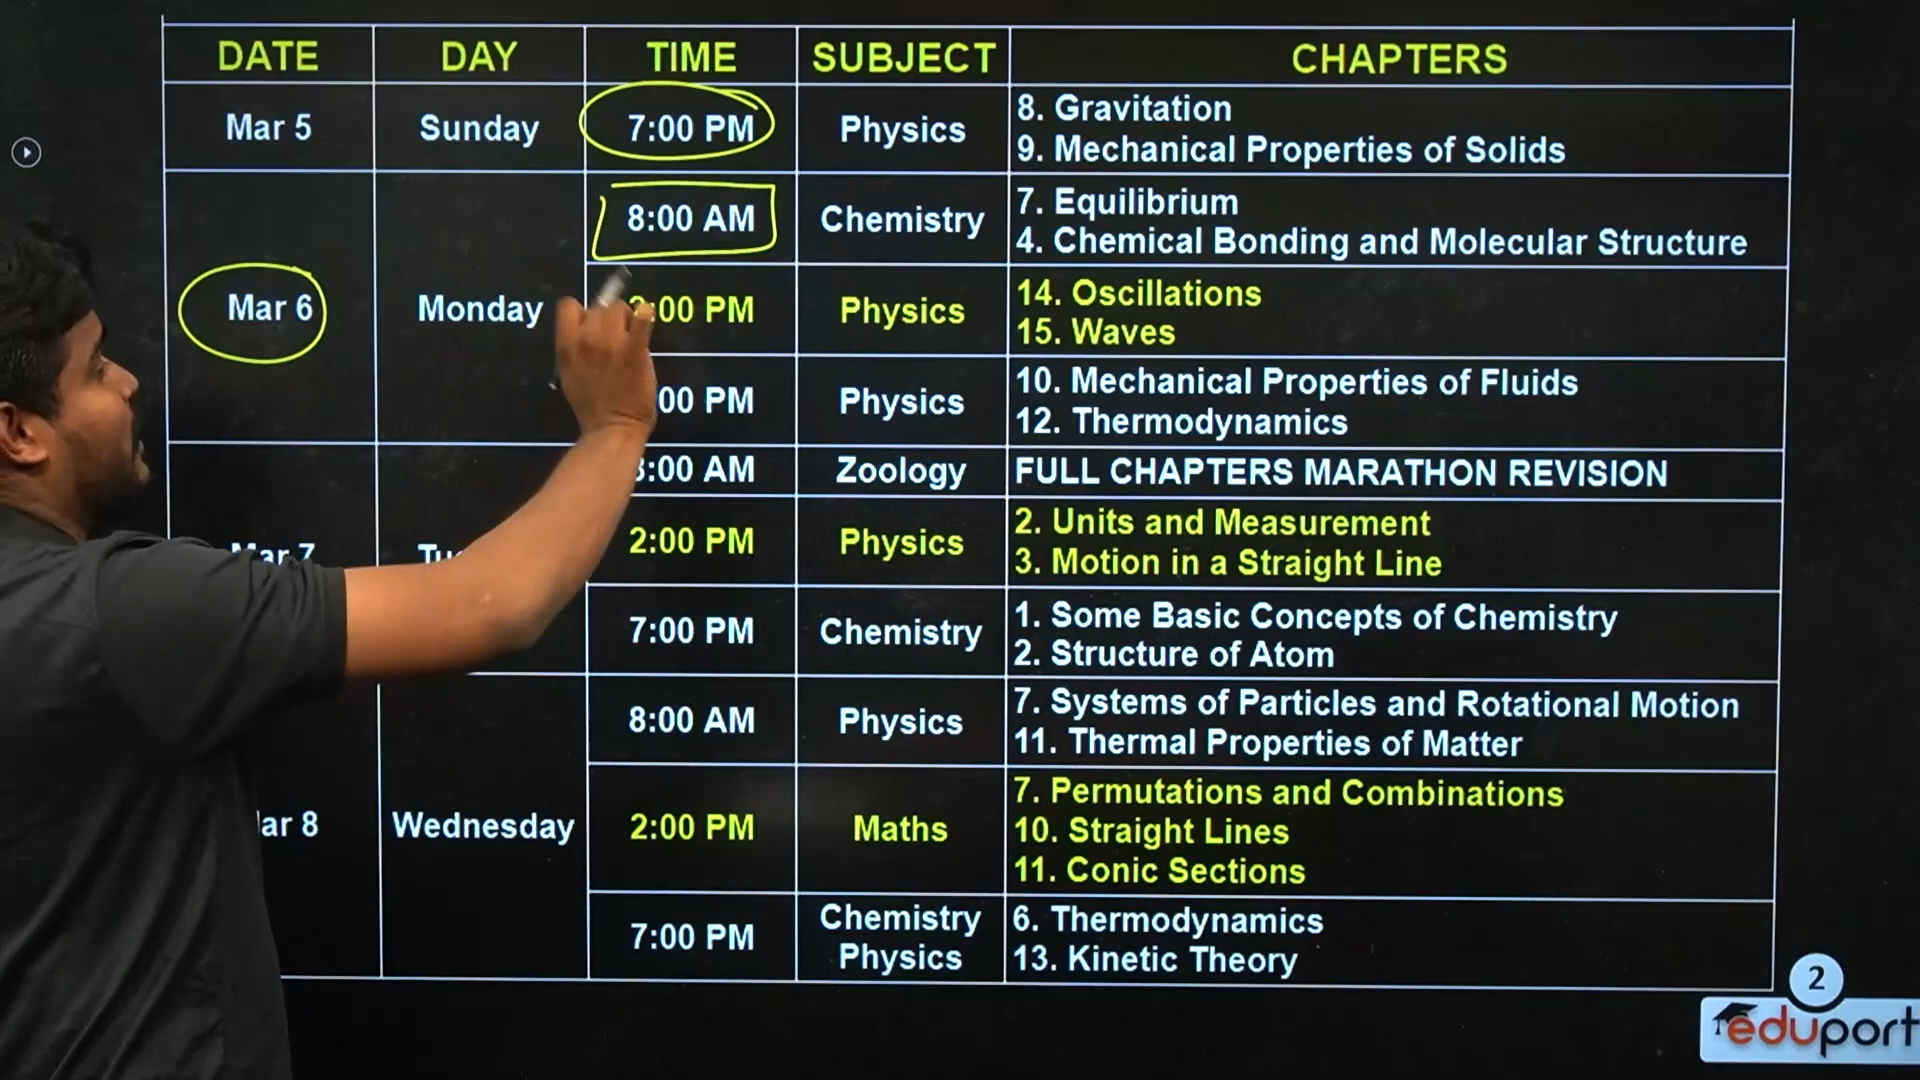 DATE DAY TIME SUBJECT CHAPTERS
Mar 5 Sunday 7:00 PM Physics 8. Gravitation
9. Mechanical Properties of Solids
Mar 6 Monday
8:00 AM Chemistry 7. Equilibrium
4. Chemical Bonding and Molecular Structure
:00 PM Physics 14. Oscillations
15. Waves
:00 PM Physics 10. Mechanical Properties of Fluids
12. Thermodynamics
Mar 7
8:00 AM Zoology FULL CHAPTERS MARATHON REVISION
2:00 PM Physics 2. Units and Measurement
3. Motion in a Straight Line
7:00 PM Chemistry 1. Some Basic Concepts of Chemistry
2. Structure of Atom
Mar 8 Wednesday
8:00 AM Physics 7. Systems of Particles and Rotational Motion
11. Thermal Properties of Matter
2:00 PM Maths 7. Permutations and Combinations
10. Straight Lines
11. Conic Sections
7:00 PM Chemistry 6. Thermodynamics
Physics 13. Kinetic Theory
2
eduport